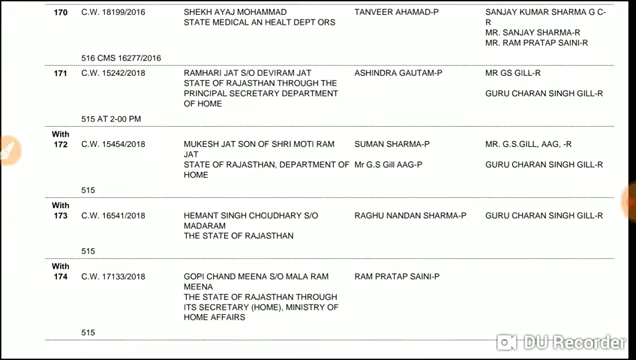 170 C.W. 18199/2016 SHEKH AYAJ MOHAMMAD TANVEER AHAMAD-P SANJAY KUMAR SHARMA G C-
STATE MEDICAL AN HEALT DEPT ORS R
MR. SANJAY SHARMA-R
MR. RAM PRATAP SAINI-R
516 CMS 16277/2016
171 C.W. 15242/2018 RAMHARI JAT S/O DEVIRAM JAT ASHINDRA GAUTAM-P MR GS GILL-R
STATE OF RAJASTHAN THROUGH THE
PRINCIPAL SECRETARY DEPARTMENT GURU CHARAN SINGH GILL-R
OF HOME
515 AT 2-00 PM
With
172 C.W. 15454/2018 MUKESH JAT SON OF SHRI MOTI RAM SUMAN SHARMA-P MR. G.S.GILL, AAG, -R
JAT
STATE OF RAJASTHAN, DEPARTMENT OF Mr G.S Gill AAG-P GURU CHARAN SINGH GILL-R
HOME
515
With
173 C.W. 16541/2018 HEMANT SINGH CHOUDHARY S/O RAGHU NANDAN SHARMA-P GURU CHARAN SINGH GILL-R
MADARAM
THE STATE OF RAJASTHAN
515
With
174 C.W. 17133/2018 GOPI CHAND MEENA S/O MALA RAM RAM PRATAP SAINI-P
MEENA
THE STATE OF RAJASTHAN THROUGH
ITS SECRETARY (HOME), MINISTRY OF
HOME AFFAIRS
515
DU Recorder